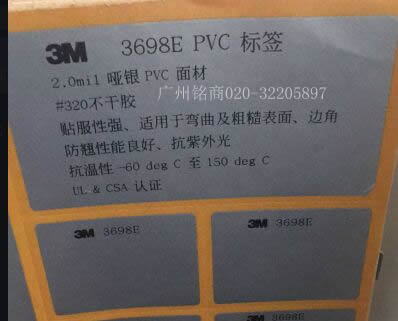 3M 3698E PVC 标签
2.0mil 哑银 PVC 面材
广州铭商020-32205897
#320不干胶
贴服性强、适用于弯曲及粗糙表面、边角
防翘性能良好、抗紫外光
抗温性 -60 deg C 至 150 deg C
UL & CSA 认证
3M 3698E
3M 3698E
3M 3698E